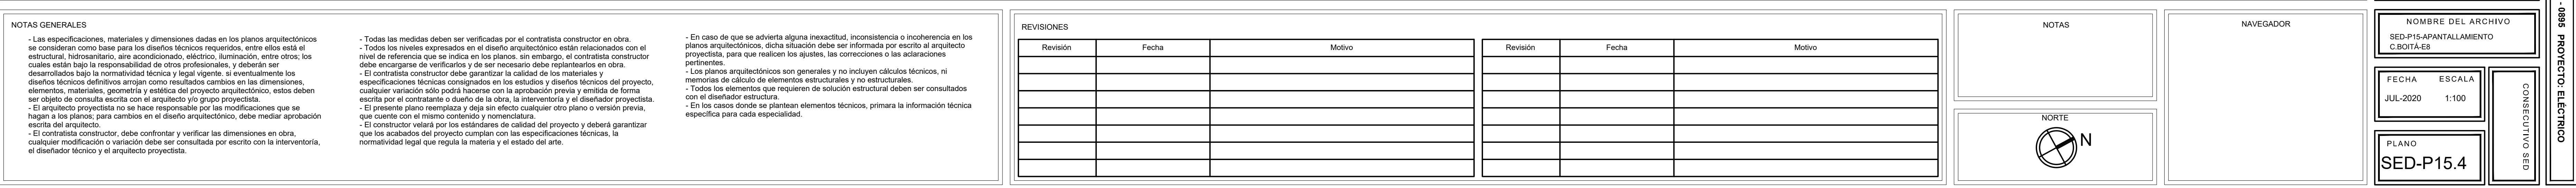 NOTAS GENERALES
- Las especificaciones, materiales y dimensiones dadas en los planos arquitectónicos
se consideran como base para los diseños técnicos requeridos, entre ellos está el
estructural, hidrosanitario, aire acondicionado, eléctrico, iluminación, entre otros; los
cuales están bajo la responsabilidad de otros profesionales, y deberán ser
desarrollados bajo la normatividad técnica y legal vigente. si eventualmente los
diseños técnicos definitivos arrojan como resultados cambios en las dimensiones,
elementos, materiales, geometría y estética del proyecto arquitectónico, estos deben
ser objeto de consulta escrita con el arquitecto y/o grupo proyectista.
- El arquitecto proyectista no se hace responsable por las modificaciones que se
hagan a los planos; para cambios en el diseño arquitectónico, debe mediar aprobación
escrita del arquitecto.
- El contratista constructor, debe confrontar y verificar las dimensiones en obra,
cualquier modificación o variación debe ser consultada por escrito con la interventoría,
el diseñador técnico y el arquitecto proyectista.
- Todas las medidas deben ser verificadas por el contratista constructor en obra.
- Todos los niveles expresados en el diseño arquitectónico están relacionados con el
nivel de referencia que se indica en los planos. sin embargo, el contratista constructor
debe encargarse de verificarlos y de ser necesario debe replantearlos en obra.
- El contratista constructor debe garantizar la calidad de los materiales y
especificaciones técnicas consignados en los estudios y diseños técnicos del proyecto,
cualquier variación sólo podrá hacerse con la aprobación previa y emitida de forma
escrita por el contratante o dueño de la obra, la interventoría y el diseñador proyectista.
- El presente plano reemplaza y deja sin efecto cualquier otro plano o versión previa,
que cuente con el mismo contenido y nomenclatura.
- El constructor velará por los estándares de calidad del proyecto y deberá garantizar
que los acabados del proyecto cumplan con las especificaciones técnicas, la
normatividad legal que regula la materia y el estado del arte.
- En caso de que se advierta alguna inexactitud, inconsistencia o incoherencia en los
planos arquitectónicos, dicha situación debe ser informada por escrito al arquitecto
proyectista, para que realicen los ajustes, las correcciones o las aclaraciones
pertinentes.
- Los planos arquitectónicos son generales y no incluyen cálculos técnicos, ni
memorias de cálculo de elementos estructurales y no estructurales.
- Todos los elementos que requieren de solución estructural deben ser consultados
con el diseñador estructura.
- En los casos donde se plantean elementos técnicos, primara la información técnica
específica para cada especialidad.
REVISIONES
Revisión Fecha Motivo Revisión Fecha Motivo
NOTAS
NORTE
N
NAVEGADOR
NOMBRE DEL ARCHIVO
SED-P15-APANTALLAMIENTO
C.BOITÁ-E8
FECHA ESCALA
JUL-2020 1:100
PLANO
SED-P15.4
CONSECUTIVO SED
- 0895 PROYECTO: ELÉCTRICO